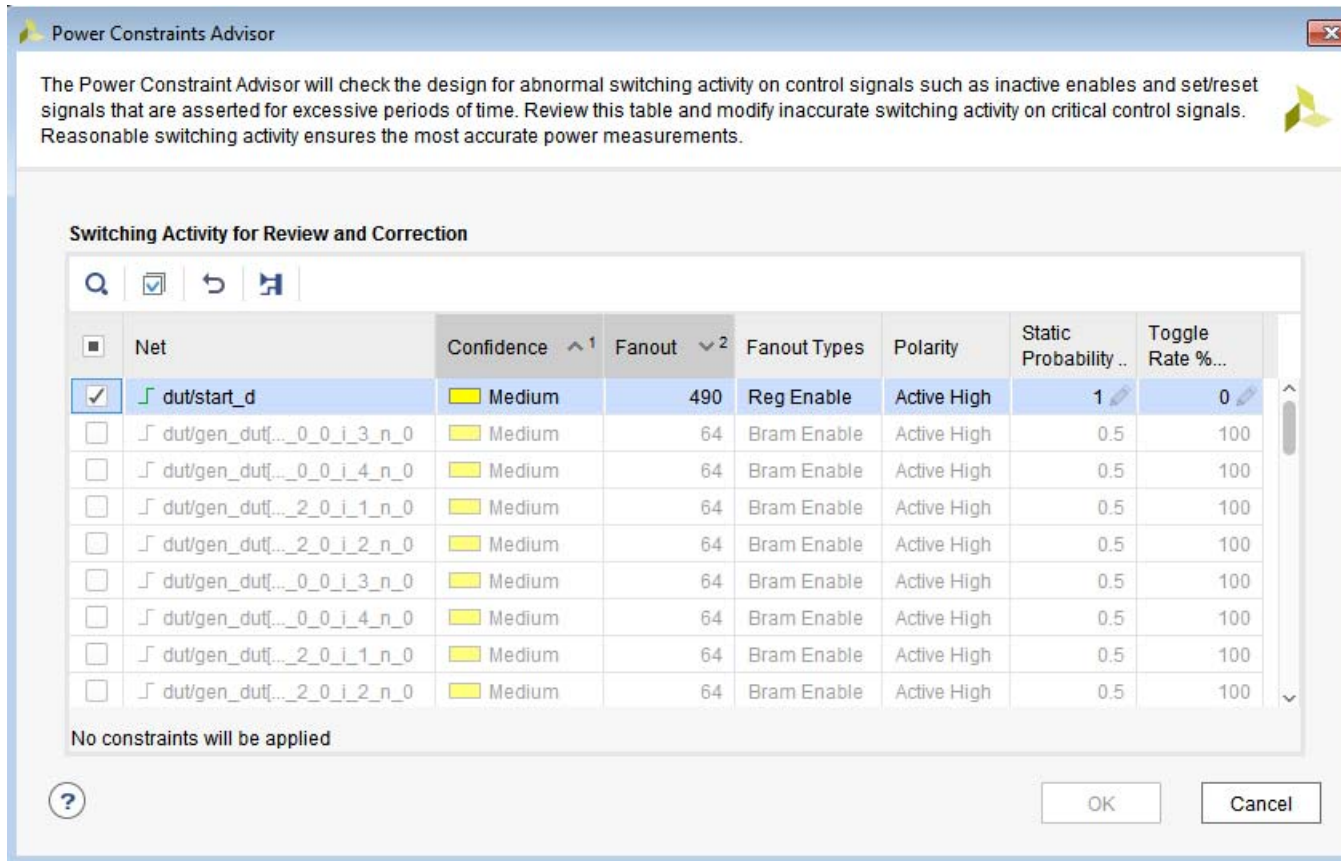 Power Constraints Advisor
The Power Constraint Advisor will check the design for abnormal switching activity on control signals such as inactive enables and set/reset
signals that are asserted for excessive periods of time. Review this table and modify inaccurate switching activity on critical control signals.
Reasonable switching activity ensures the most accurate power measurements.
Switching Activity for Review and Correction
Net Confidence 1 Fanout 2 Fanout Types Polarity Static Probability .. Toggle Rate %...
dut/start_d Medium 490 Reg Enable Active High 1 0
dut/gen_dut[..._0_0_i_3_n_0 Medium 64 Bram Enable Active High 0.5 100
dut/gen_dut[..._0_0_i_4_n_0 Medium 64 Bram Enable Active High 0.5 100
dut/gen_dut[..._2_0_i_1_n_0 Medium 64 Bram Enable Active High 0.5 100
dut/gen_dut[..._2_0_i_2_n_0 Medium 64 Bram Enable Active High 0.5 100
dut/gen_dut[..._0_0_i_3_n_0 Medium 64 Bram Enable Active High 0.5 100
dut/gen_dut[..._0_0_i_4_n_0 Medium 64 Bram Enable Active High 0.5 100
dut/gen_dut[..._2_0_i_1_n_0 Medium 64 Bram Enable Active High 0.5 100
dut/gen_dut[..._2_0_i_2_n_0 Medium 64 Bram Enable Active High 0.5 100
No constraints will be applied
? OK Cancel